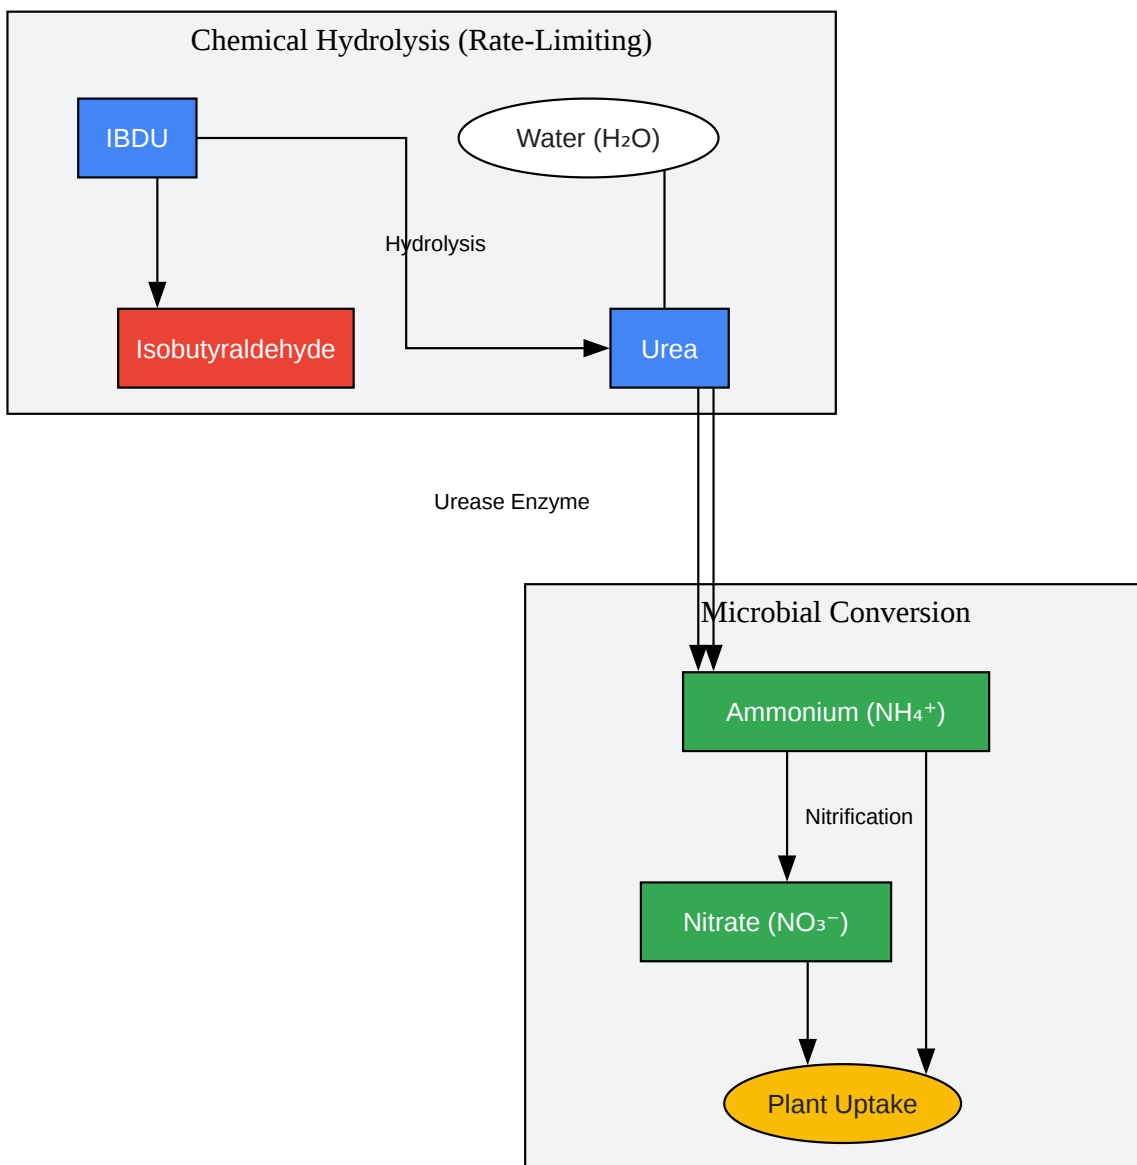 Chemical Hydrolysis (Rate-Limiting)
IBDU
Water (H₂O)
Hydrolysis
Isobutyraldehyde
Urea
Urease Enzyme
Microbial Conversion
Ammonium (NH₄⁺)
Nitrification
Nitrate (NO₃⁻)
Plant Uptake